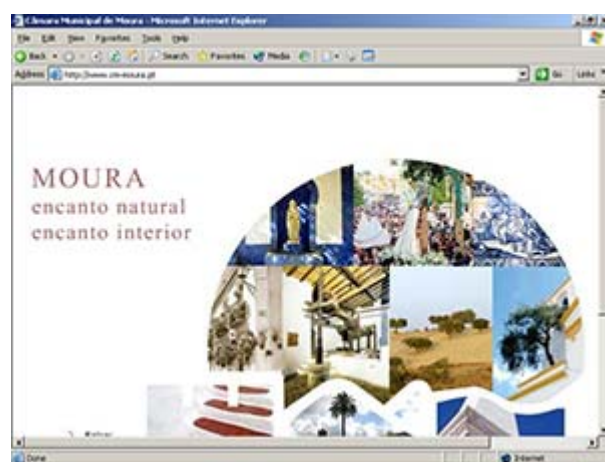 Câmara Municipal de Moura - Microsoft Internet Explorer
File Edit View Favorites Tools Help
Back Search Favorites Media
Address http://www.cm-moura.pt Go Links
MOURA
encanto natural
encanto interior
Done Internet